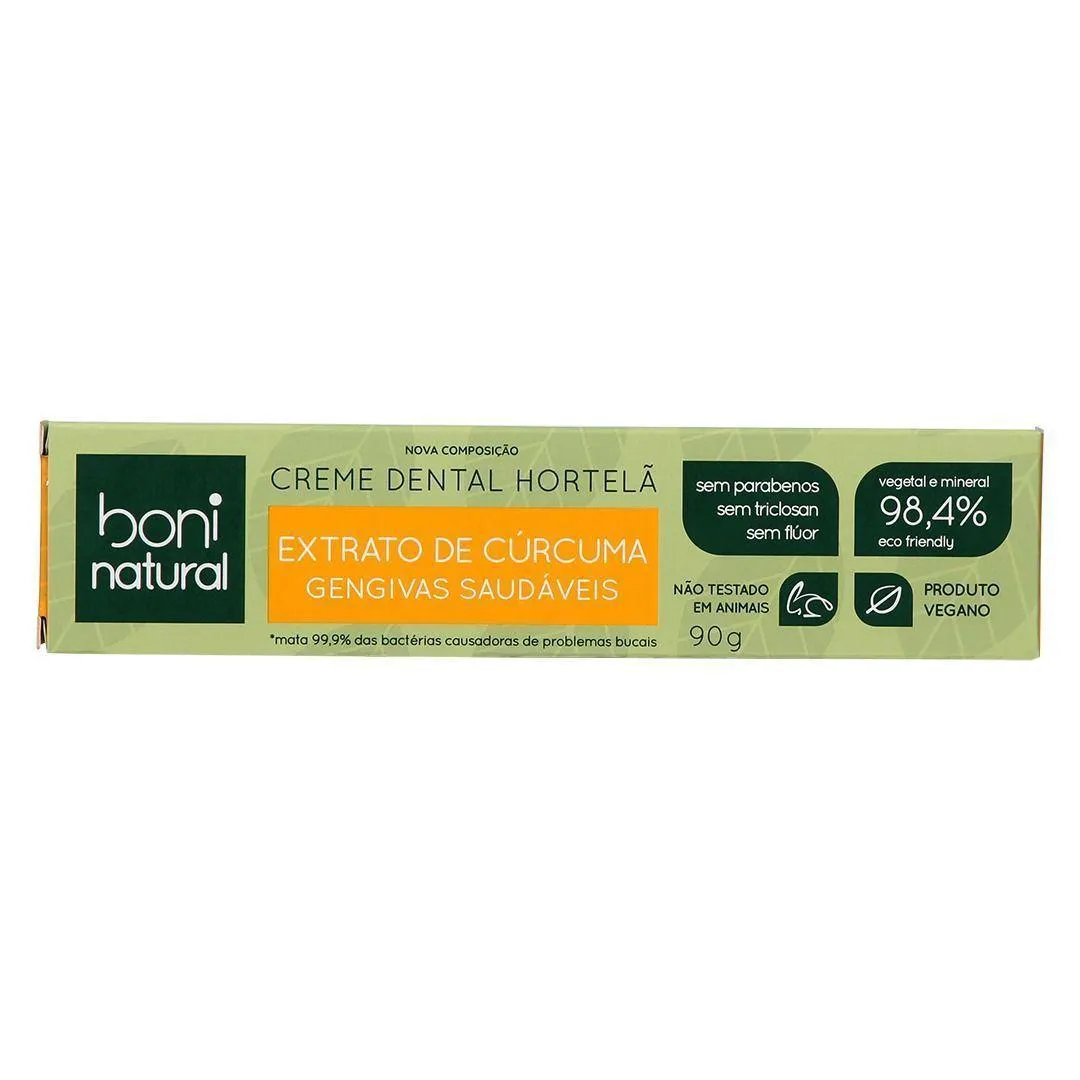 boni
natural
NOVA COMPOSIÇÃO
CREME DENTAL HORTELÃ
EXTRATO DE CÚRCUMA
GENGIVAS SAUDÁVEIS
*mata 99,9% das bactérias causadoras de problemas bucais
sem parabenos
sem triclosan
sem flúor
vegetal e mineral
98,4%
eco friendly
NÃO TESTADO
EM ANIMAIS
90g
PRODUTO
VEGANO